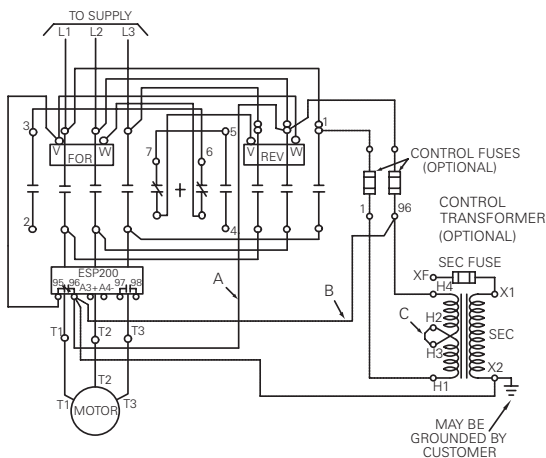 TO SUPPLY
L1 L2 L3
3 1
V FOR W 7 6 5 V REV W
CONTROL FUSES
(OPTIONAL)
2 4 1 96
CONTROL
TRANSFORMER
(OPTIONAL)
SEC FUSE
ESP200
95 96 A3+ A4- 97 98
A B C
XF H4 X1
H2 SEC
H3
H1 X2
T1 T2 T3
T1 T2 T3
MOTOR
MAY BE
GROUNDED BY
CUSTOMER